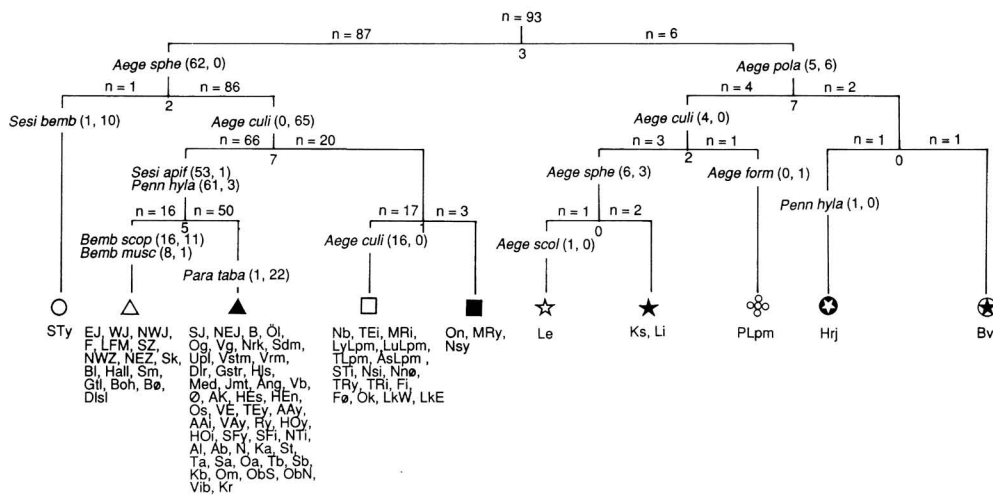 n = 93
n = 87
n = 6
3
Aege sphe (62, 0)
Aege pola (5, 6)
n = 1
n = 86
n = 4
n = 2
2
7
Sesi bemb (1, 10)
Aege culi (0, 65)
Aege culi (4, 0)
n = 66
n = 20
n = 3
n = 1
n = 1
n = 1
7
2
0
Sesi apif (53, 1)
Penn hyla (61, 3)
Aege sphe (6, 3)
Aege form (0, 1)
Penn hyla (1, 0)
n = 16
n = 50
n = 17
n = 3
n = 1
n = 2
5
1
0
Bemb scop (16, 11)
Bemb musc (8, 1)
Aege culi (16, 0)
Aege scol (1, 0)
Para taba (1, 22)
STy
EJ, WJ, NWJ,
F, LFM, SZ,
NWZ, NEZ, Sk,
Bl, Hall, Sm,
Gtl, Boh, Bø,
Dlsl
SJ, NEJ, B, Öl,
Og, Vg, Nrk, Sdm,
Upl, Vstm, Vrm,
Dlr, Gstr, Hls,
Med, Jmt, Ång, Vb,
Ø, AK, HEs, HEn,
Os, VE, TEy, AAy,
AAi, VAy, Ry, HOy,
HOi, SFy, SFi, NTi,
Al, Ab, N, Ka, St,
Ta, Sa, Oa, Tb, Sb,
Kb, Om, ObS, ObN,
Vib, Kr
Nb, TEi, MRi,
LyLpm, LuLpm,
TLpm, AsLpm,
STi, Nsi, Nnø,
TRy, TRi, Fi,
Fø, Ok, LkW, LkE
On, MRy,
Nsy
Le
Ks, Li
PLpm
Hrj
Bv